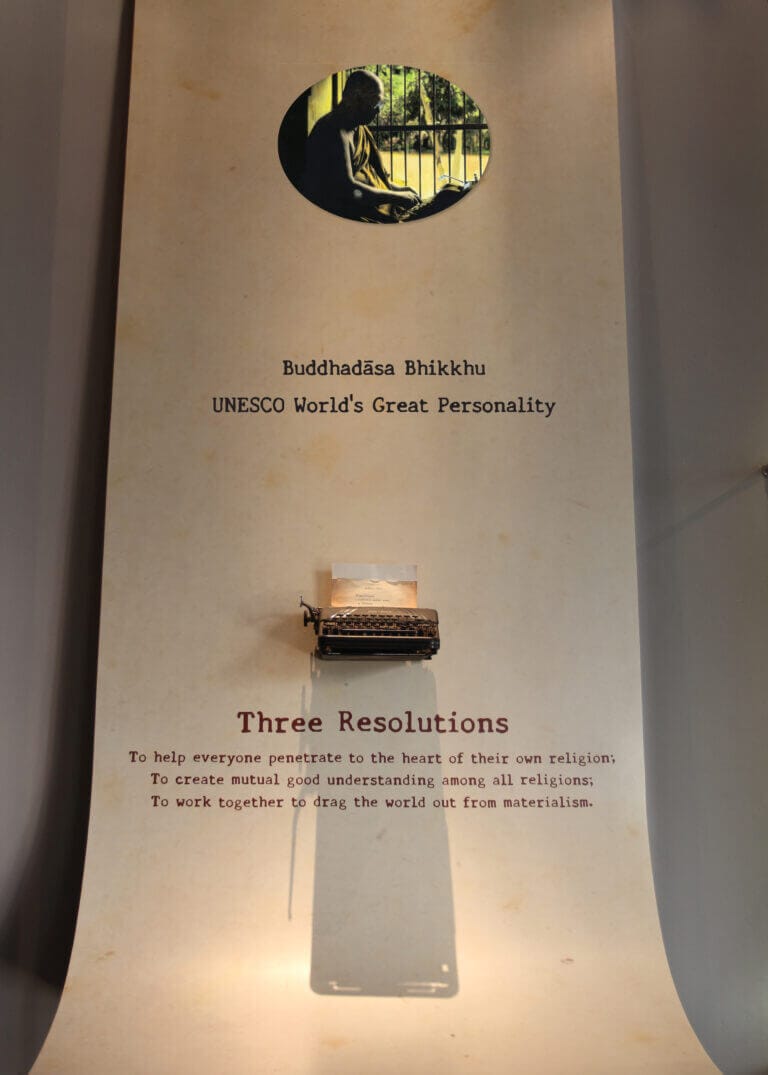 Buddhadāsa Bhikkhu
UNESCO World's Great Personality
Three Resolutions
To help everyone penetrate to the heart of their own religion;
To create mutual good understanding among all religions;
To work together to drag the world out from materialism.